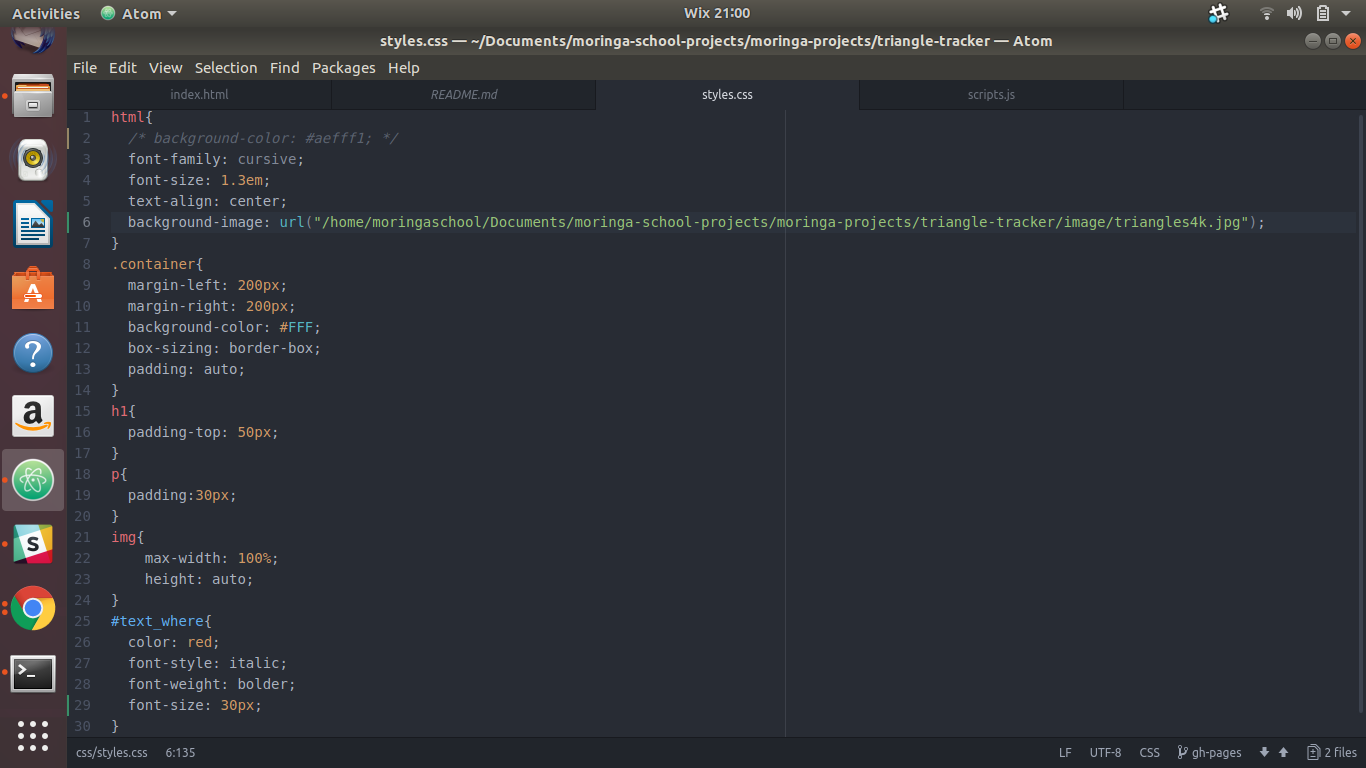 Activities Atom Wix 21:00
styles.css — ~/Documents/moringa-school-projects/moringa-projects/triangle-tracker — Atom
File Edit View Selection Find Packages Help
index.html README.md styles.css scripts.js
1 html{
2 /* background-color: #aefff1; */
3 font-family: cursive;
4 font-size: 1.3em;
5 text-align: center;
6 background-image: url("/home/moringaschool/Documents/moringa-school-projects/moringa-projects/triangle-tracker/image/triangles4k.jpg");
7 }
8 .container{
9 margin-left: 200px;
10 margin-right: 200px;
11 background-color: #FFF;
12 box-sizing: border-box;
13 padding: auto;
14 }
15 h1{
16 padding-top: 50px;
17 }
18 p{
19 padding:30px;
20 }
21 img{
22 max-width: 100%;
23 height: auto;
24 }
25 #text_where{
26 color: red;
27 font-style: italic;
28 font-weight: bolder;
29 font-size: 30px;
30 }
css/styles.css 6:135 LF UTF-8 CSS gh-pages 2 files